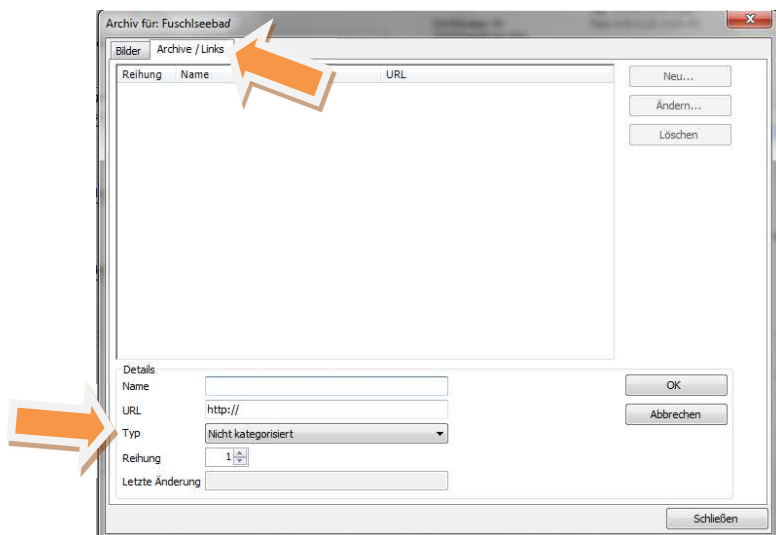 Archiv für: Fuschlseebad
Bilder Archive / Links
Reihung Name URL
Neu...
Ändern...
Löschen
Details
Name
OK
URL http://
Abbrechen
Typ Nicht kategorisiert
Reihung 1
Letzte Änderung
Schließen